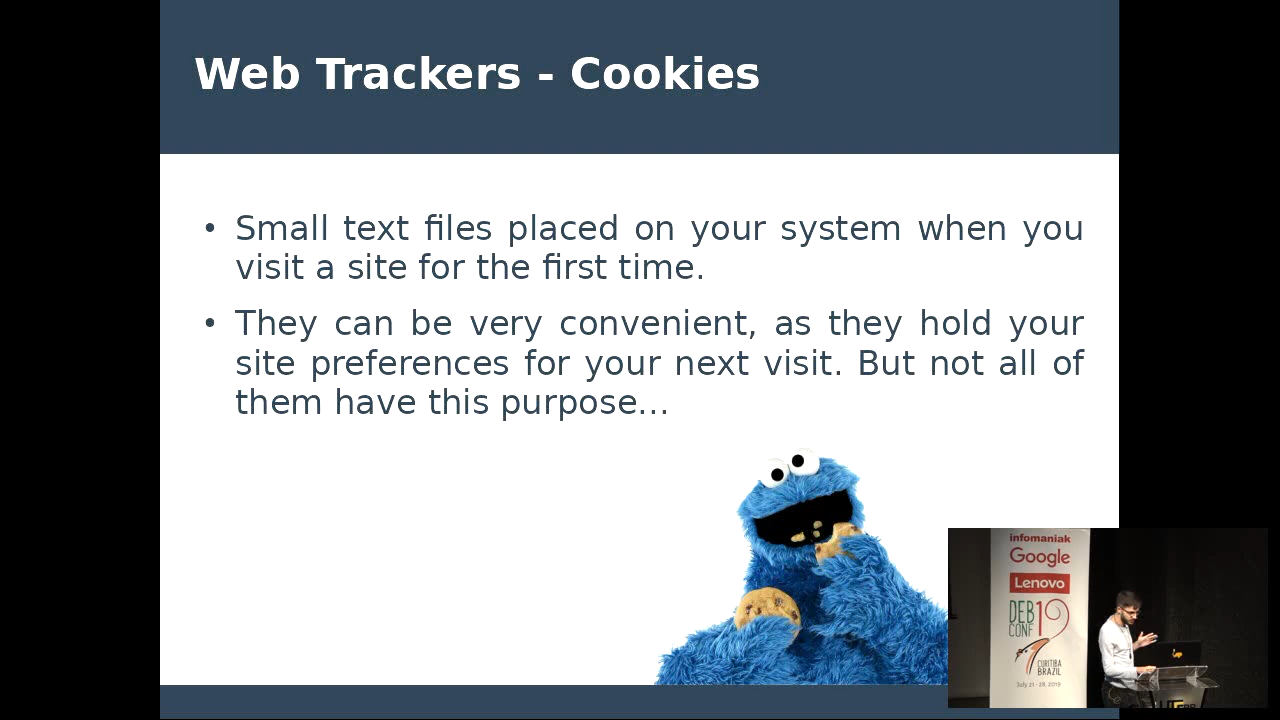 Web Trackers - Cookies
• Small text files placed on your system when you
visit a site for the first time.
• They can be very convenient, as they hold your
site preferences for your next visit. But not all of
them have this purpose...
infomaniak
Google
Lenovo
DEB
CONF 19
CURITIBA
BRAZIL
July 21 - 28, 2019